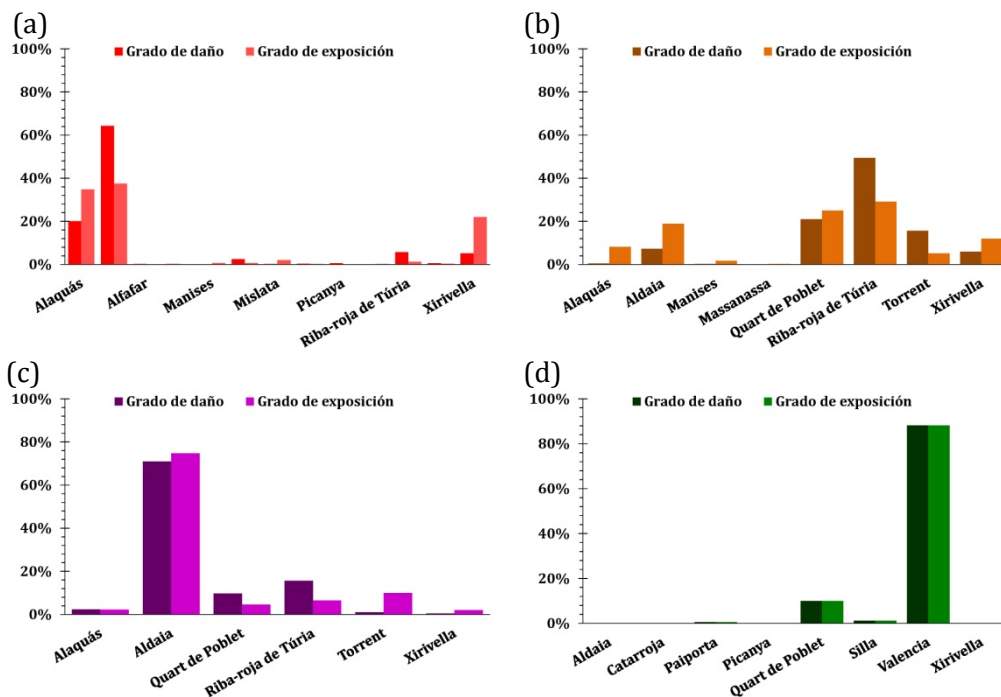 (a)
Grado de daño Grado de exposición
100%
80%
60%
40%
20%
0%
Alaquás
Alfafar
Manises
Mislata
Picanya
Riba-roja de Túria
Xirivella
(b)
Grado de daño Grado de exposición
100%
80%
60%
40%
20%
0%
Alaquás
Aldaia
Manises
Massanassa
Quart de Poblet
Riba-roja de Túria
Torrent
Xirivella
(c)
Grado de daño Grado de exposición
100%
80%
60%
40%
20%
0%
Alaquás
Aldaia
Quart de Poblet
Riba-roja de Túria
Torrent
Xirivella
(d)
Grado de daño Grado de exposición
100%
80%
60%
40%
20%
0%
Aldaia
Catarroja
Paiporta
Picanya
Quart de Poblet
Silla
Valencia
Xirivella